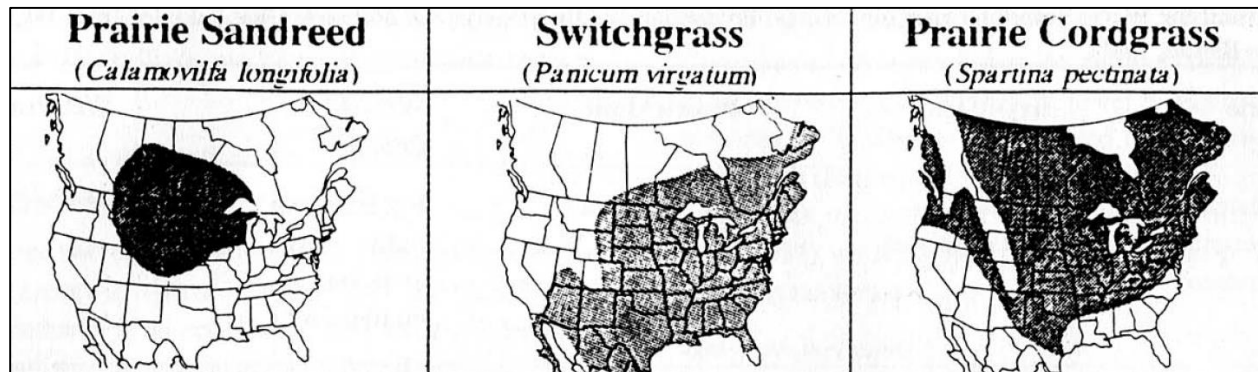 Prairie Sandreed
(Calamovilfa longifolia)
Switchgrass
(Panicum virgatum)
Prairie Cordgrass
(Spartina pectinata)